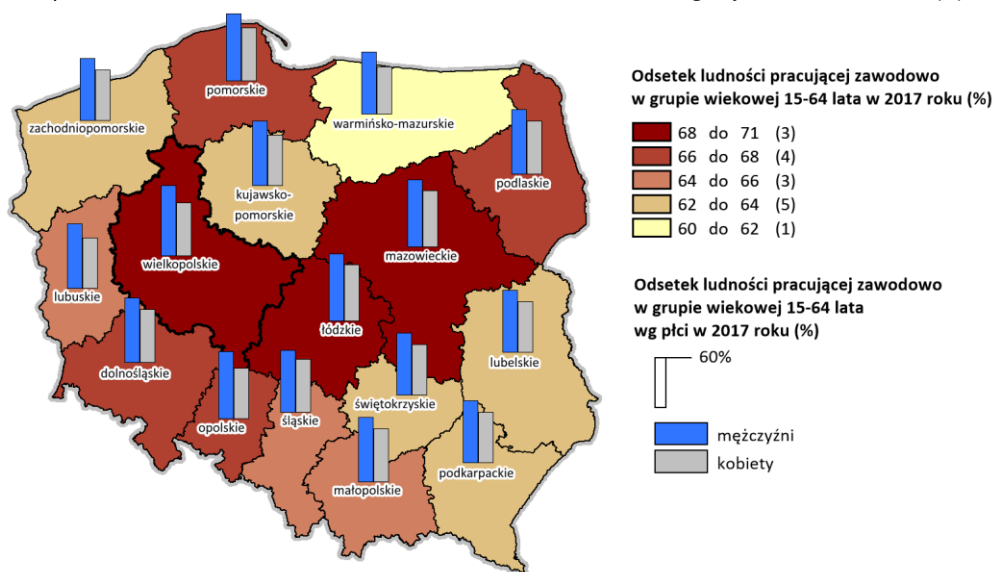 pomorskie
zachodniopomorskie
warmińsko-mazurskie
podlaskie
kujawsko-
pomorskie
wielkopolskie
mazowieckie
lubuskie
łódzkie
lubelskie
dolnośląskie
opolskie
śląskie
świętokrzyskie
podkarpackie
małopolskie
Odsetek ludności pracującej zawodowo
w grupie wiekowej 15-64 lata w 2017 roku (%)
68 do 71 (3)
66 do 68 (4)
64 do 66 (3)
62 do 64 (5)
60 do 62 (1)
Odsetek ludności pracującej zawodowo
w grupie wiekowej 15-64 lata
wg płci w 2017 roku (%)
60%
mężczyźni
kobiety